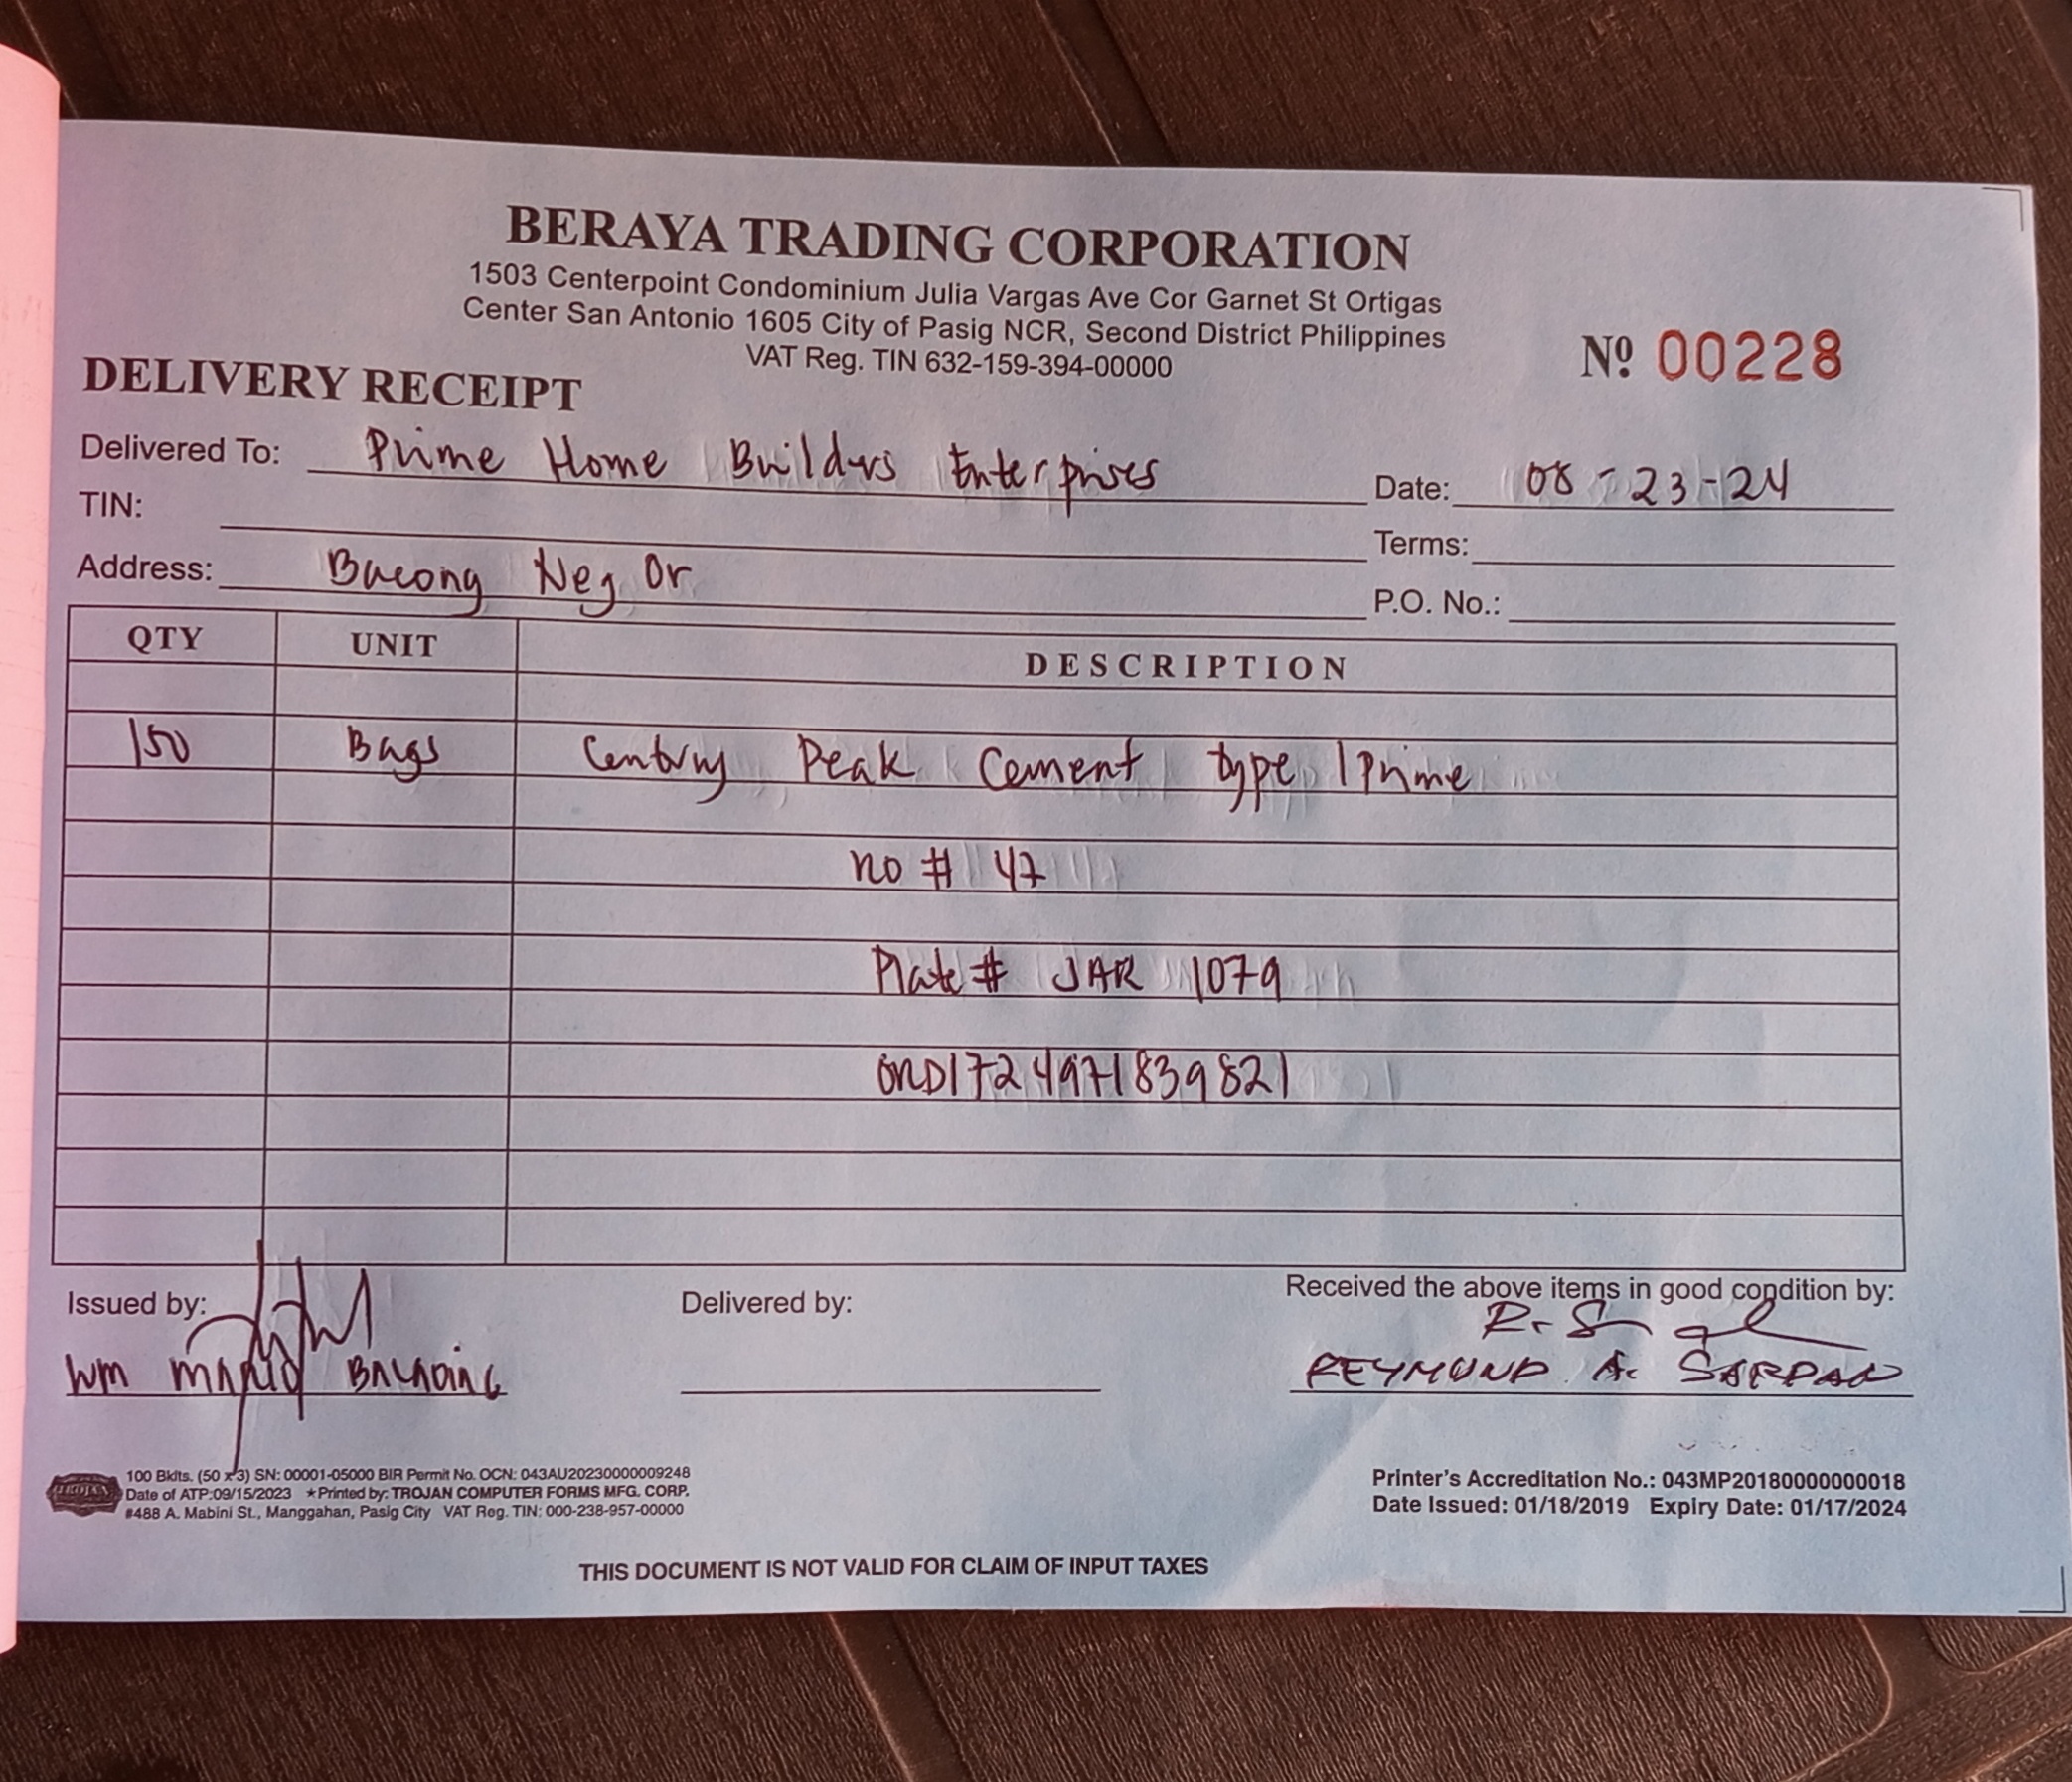 BERAYA TRADING CORPORATION
1503 Centerpoint Condominium Julia Vargas Ave Cor Garnet St Ortigas
Center San Antonio 1605 City of Pasig NCR, Second District Philippines
VAT Reg. TIN 632-159-394-00000
Nº 00228
DELIVERY RECEIPT
Delivered To: Prime Home Builders Enterprises
Date: 08-23-24
TIN:
Terms:
Address: Bacong Neg Or
P.O. No.:
QTY UNIT DESCRIPTION
150 Bags Century Peak Cement type 1 Prime
no # 47
Plate # JAR 1079
ORD1724971839821
Issued by:
Delivered by:
Received the above items in good condition by:
REYMUND A.
100 Bklts. (50 x 3) SN: 00001-05000 BIR Permit No. OCN: 043AU20230000009248
Date of ATP:09/15/2023 ★Printed by: TROJAN COMPUTER FORMS MFG. CORP.
#488 A. Mabini St., Manggahan, Pasig City VAT Reg. TIN: 000-238-957-00000
TROJAN
Printer's Accreditation No.: 043MP20180000000018
Date Issued: 01/18/2019 Expiry Date: 01/17/2024
THIS DOCUMENT IS NOT VALID FOR CLAIM OF INPUT TAXES